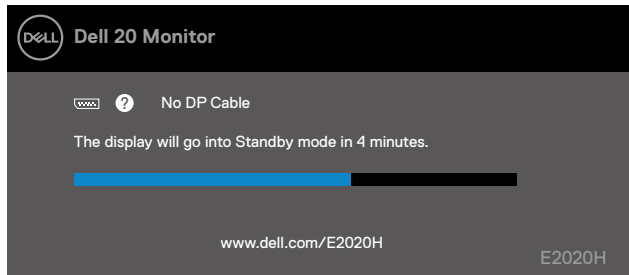 DELL Dell 20 Monitor
? No DP Cable
The display will go into Standby mode in 4 minutes.
www.dell.com/E2020H
E2020H